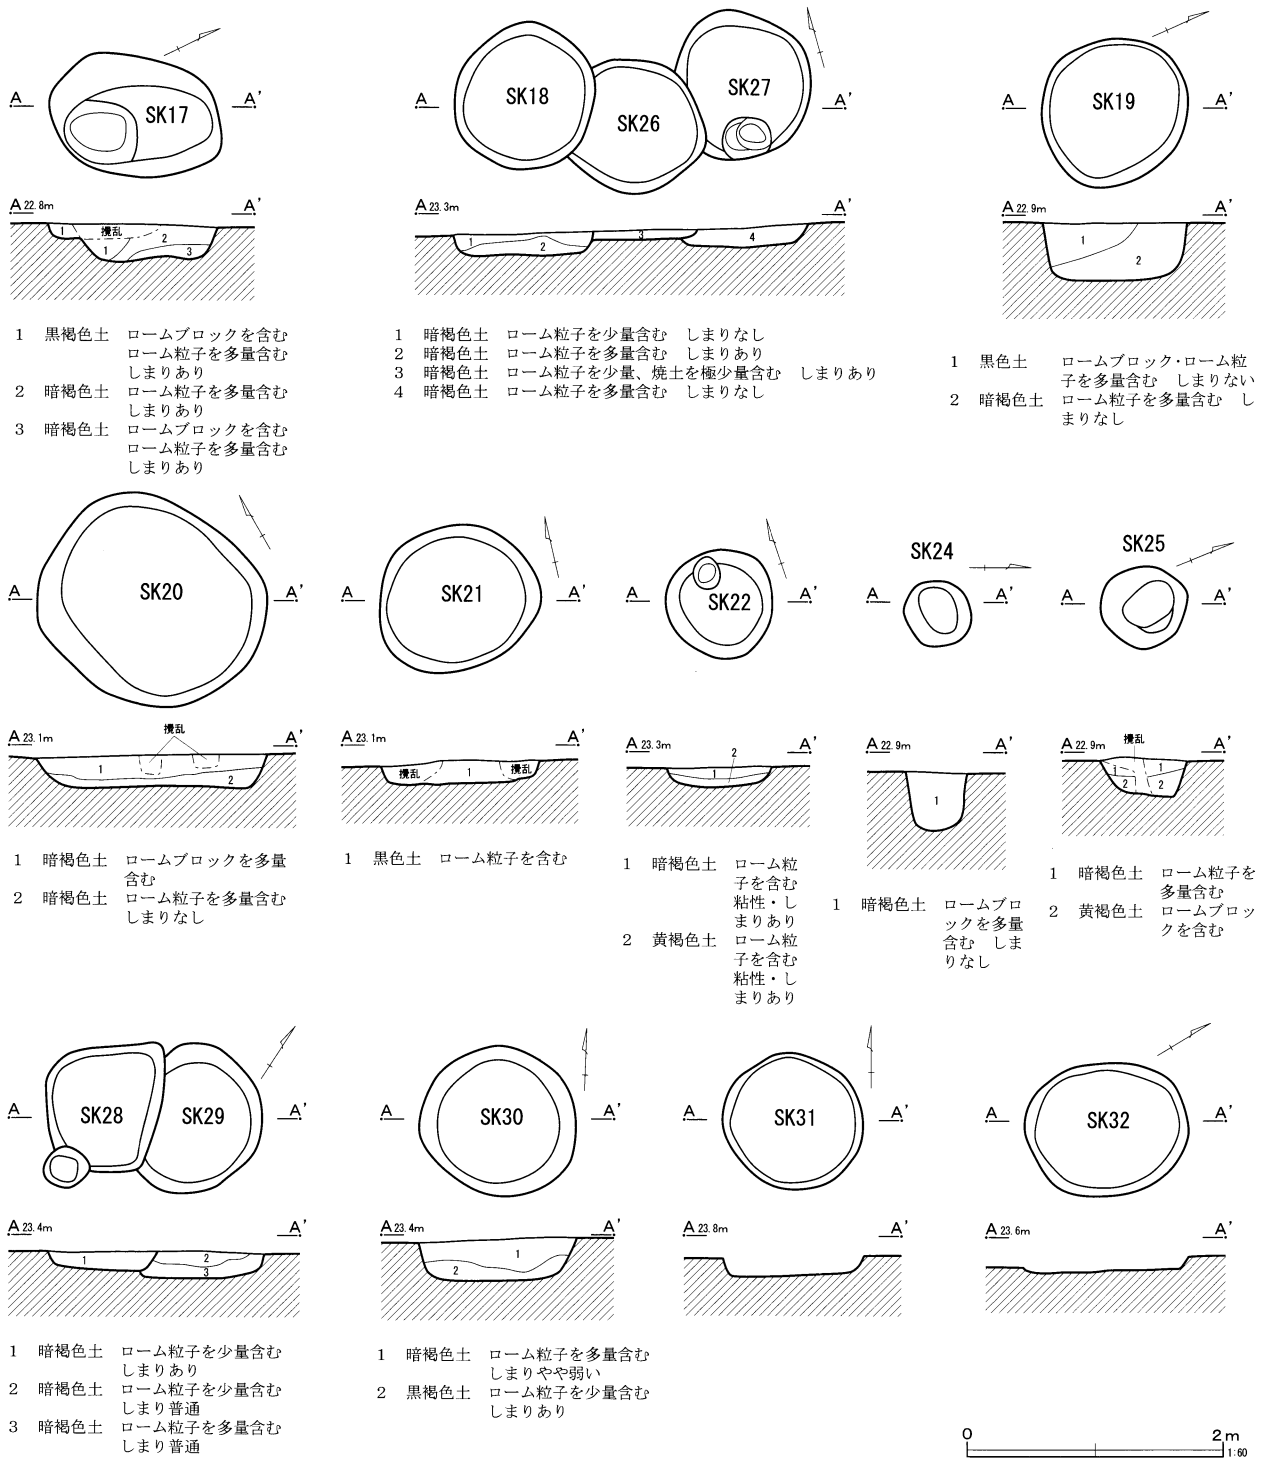 SK17
A A'
A 22.8m A'
1 攪乱 2
1 3
1 黒褐色土 ロームブロックを含む
ローム粒子を多量含む
しまりあり
2 暗褐色土 ローム粒子を多量含む
しまりあり
3 暗褐色土 ロームブロックを含む
ローム粒子を多量含む
しまりあり
SK18 SK26 SK27
A A'
A 23.3m A'
1 2 3 4
1 暗褐色土 ローム粒子を少量含む しまりなし
2 暗褐色土 ローム粒子を多量含む しまりあり
3 暗褐色土 ローム粒子を少量、焼土を極少量含む しまりあり
4 暗褐色土 ローム粒子を多量含む しまりなし
SK19
A A'
A 22.9m A'
1
2
1 黒色土 ロームブロック・ローム粒
子を多量含む しまりない
2 暗褐色土 ローム粒子を多量含む し
まりなし
SK20
A A'
攪乱
A 23.1m A'
1
2
1 暗褐色土 ロームブロックを多量
含む
2 暗褐色土 ローム粒子を多量含む
しまりなし
SK21
A A'
A 23.1m A'
攪乱 1 攪乱
1 黒色土 ローム粒子を含む
SK22
A A'
A 23.3m A'
2
1
1 暗褐色土 ローム粒
子を含む
粘性・し
まりあり
2 黄褐色土 ローム粒
子を含む
粘性・し
まりあり
SK24
A A'
A 22.9m A'
1
1 暗褐色土 ロームブロ
ックを多量
含む しま
りなし
SK25
A A'
攪乱
A 22.9m A'
1 1
2 2
1 暗褐色土 ローム粒子を
多量含む
2 黄褐色土 ロームブロッ
クを含む
SK28 SK29
A A'
A 23.4m A'
1 2
3
1 暗褐色土 ローム粒子を少量含む
しまりあり
2 暗褐色土 ローム粒子を少量含む
しまり普通
3 暗褐色土 ローム粒子を多量含む
しまり普通
SK30
A A'
A 23.4m A'
1
2
1 暗褐色土 ローム粒子を多量含む
しまりやや弱い
2 黒褐色土 ローム粒子を少量含む
しまりあり
SK31
A A'
A 23.8m A'
SK32
A A'
A 23.6m A'
0 2m
1:60